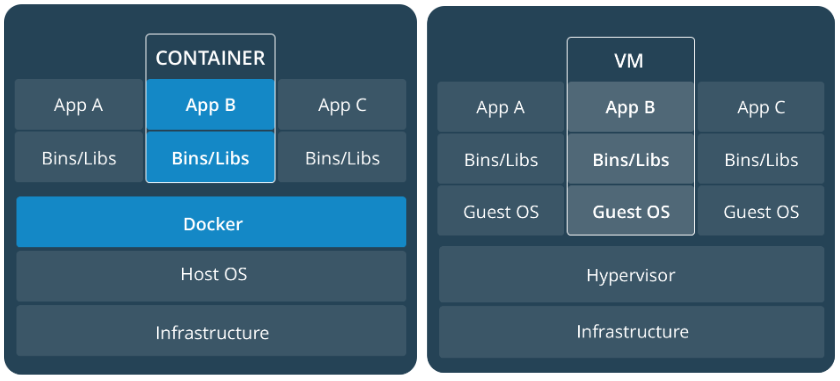 CONTAINER
App A App B App C
Bins/Libs Bins/Libs Bins/Libs
Docker
Host OS
Infrastructure
VM
App A App B App C
Bins/Libs Bins/Libs Bins/Libs
Guest OS Guest OS Guest OS
Hypervisor
Infrastructure